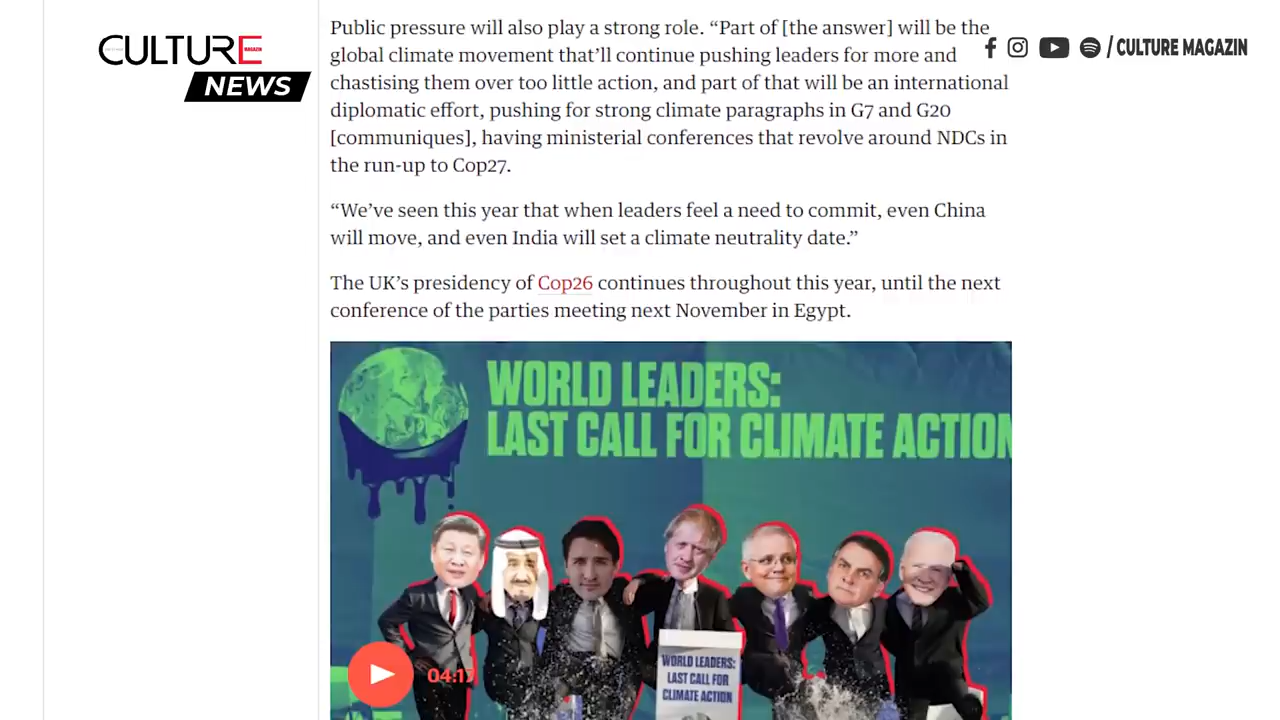 CULTURE
MAGAZIN
NEWS
/ CULTURE MAGAZIN
Public pressure will also play a strong role. “Part of [the answer] will be the
global climate movement that’ll continue pushing leaders for more and
chastising them over too little action, and part of that will be an international
diplomatic effort, pushing for strong climate paragraphs in G7 and G20
[communiques], having ministerial conferences that revolve around NDCs in
the run-up to Cop27.
“We’ve seen this year that when leaders feel a need to commit, even China
will move, and even India will set a climate neutrality date.”
The UK’s presidency of Cop26 continues throughout this year, until the next
conference of the parties meeting next November in Egypt.
WORLD LEADERS:
LAST CALL FOR CLIMATE ACTION
WORLD LEADERS:
LAST CALL FOR
CLIMATE ACTION
04:17